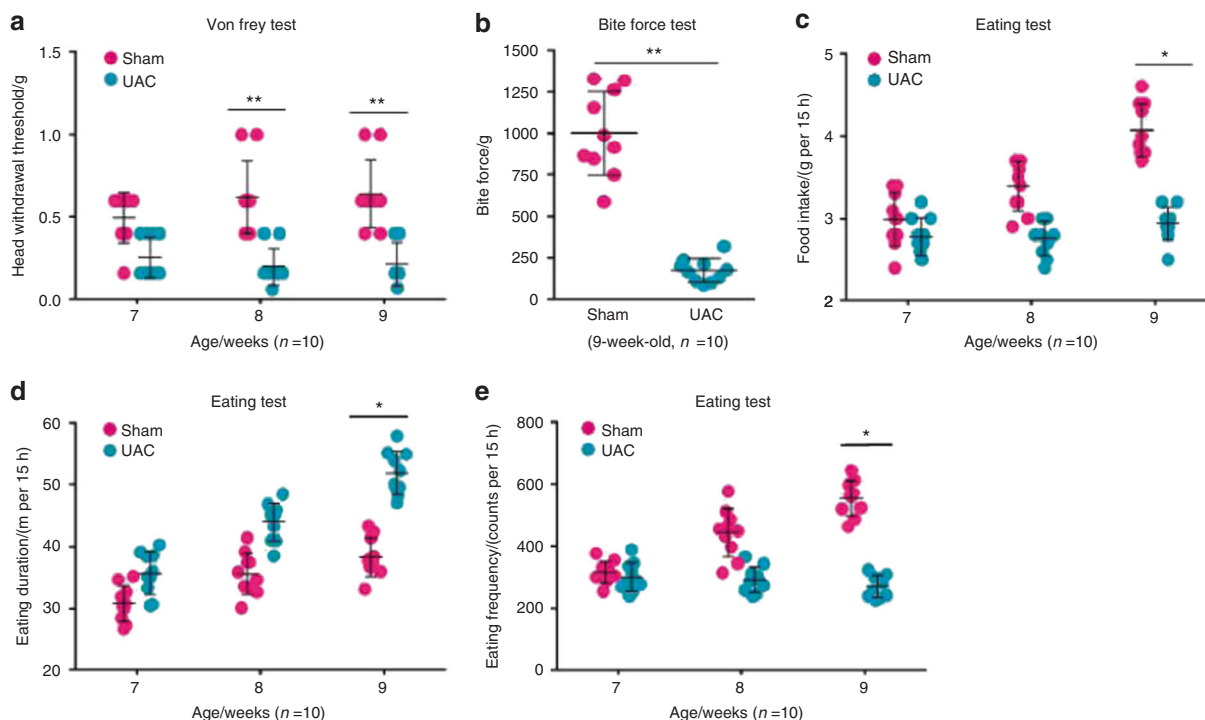 a
Von frey test
Sham
UAC
Head withdrawal threshold/g
1.5
1.0
0.5
0.0
**
**
7
8
9
Age/weeks (n =10)
b
Bite force test
Bite force/g
1500
1250
1000
750
500
250
0
**
Sham
UAC
(9-week-old, n =10)
c
Eating test
Sham
UAC
Food intake/(g per 15 h)
5
4
3
2
*
7
8
9
Age/weeks (n =10)
d
Eating test
Sham
UAC
Eating duration/(m per 15 h)
60
50
40
30
20
*
7
8
9
Age/weeks (n =10)
e
Eating test
Sham
UAC
Eating frequency/(counts per 15 h)
800
600
400
200
0
*
7
8
9
Age/weeks (n =10)